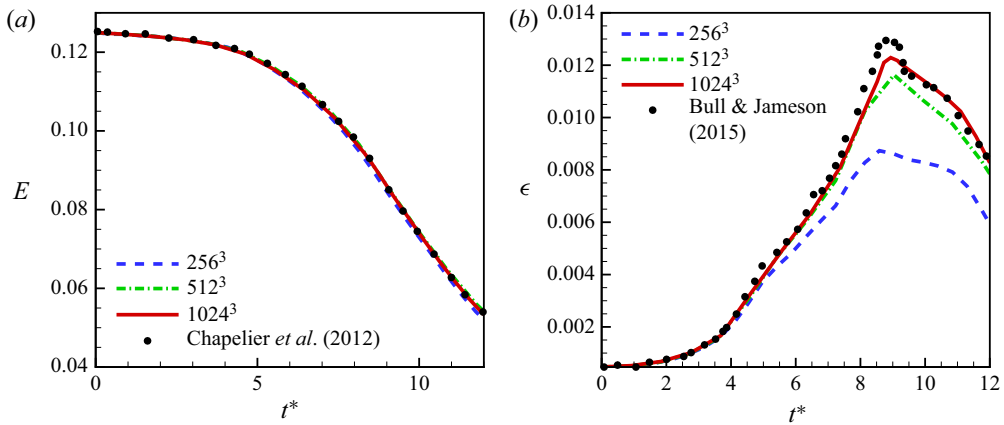 (a)
0.12
0.10
E
0.08
0.06
0.04
256³
512³
1024³
Chapelier et al. (2012)
0
5
10
t*
(b)
0.014
0.012
0.010
0.008
ϵ
0.006
0.004
0.002
256³
512³
1024³
Bull & Jameson
(2015)
0 2 4 6 8 10 12
t*